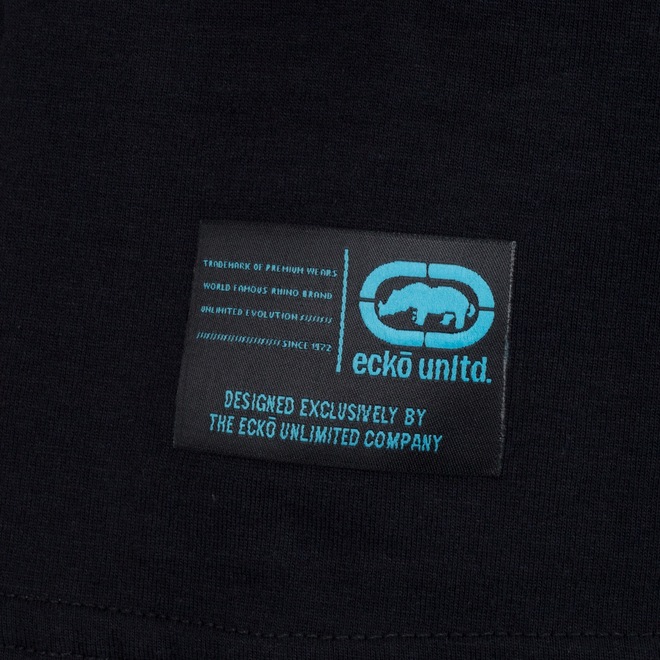 TRADEMARK OF PREMIUM WEARS
WORLD FAMOUS RHINO BRAND
UNLIMITED EVOLUTION ////////
//////////////////// SINCE 1972
eckō unltd.
DESIGNED EXCLUSIVELY BY
THE ECKŌ UNLIMITED COMPANY